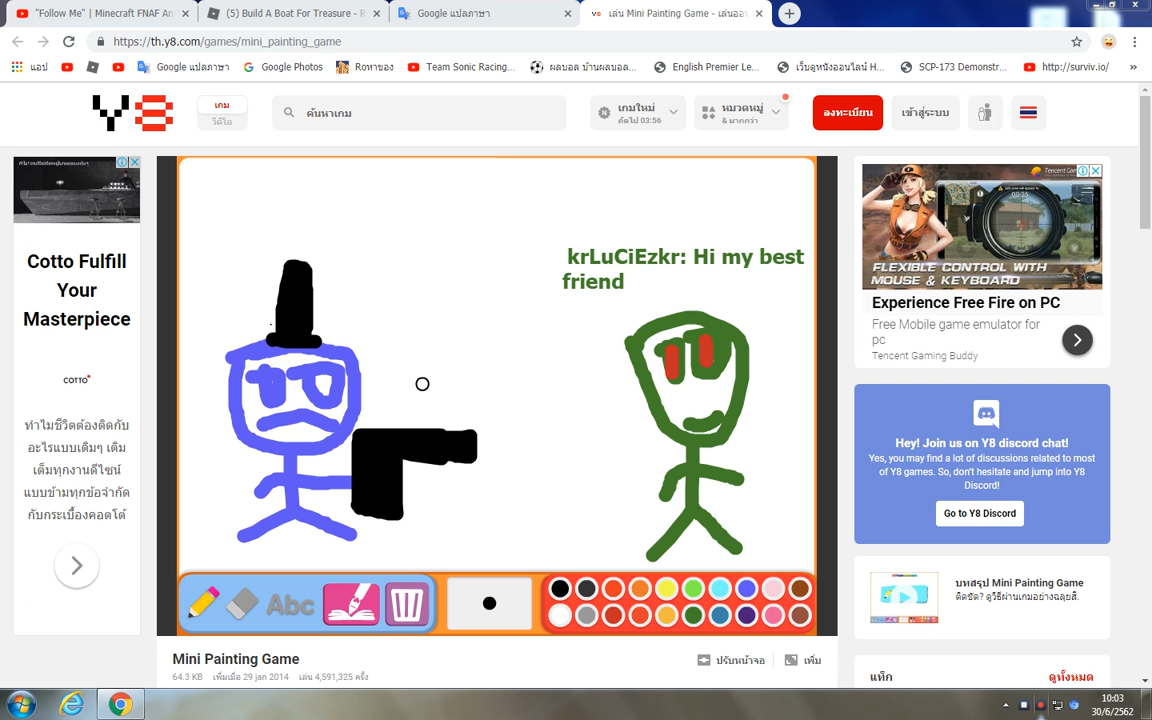 "Follow Me" | Minecraft FNAF An
(5) Build A Boat For Treasure - R
Google แปลภาษา
เล่น Mini Painting Game - เล่นออน
https://th.y8.com/games/mini_painting_game
แอป
Google แปลภาษา
Google Photos
Roหาของ
Team Sonic Racing...
ผลบอล บ้านผลบอล...
English Premier Le...
เว็บดูหนังออนไลน์ H...
SCP-173 Demonstr...
http://surviv.io/
Y8
เกม
วิดีโอ
ค้นหาเกม
เกมใหม่
ถัดไป 03:56
หมวดหมู่
& มากกว่า
ลงทะเบียน
เข้าสู่ระบบ
Cotto Fulfill
Your
Masterpiece
COTTO
ทำไมชีวิตต้องติดกับ
อะไรแบบเดิมๆ เติม
เต็มทุกงานดีไซน์
แบบข้ามทุกข้อจำกัด
กับกระเบื้องคอตโต้
krLuCiEzkr: Hi my best
friend
Abc
Tencent Gam
FLEXIBLE CONTROL WITH
MOUSE & KEYBOARD
Experience Free Fire on PC
Free Mobile game emulator for
pc
Tencent Gaming Buddy
Hey! Join us on Y8 discord chat!
Yes, you may find a lot of discussions related to most
of Y8 games. So, don't hesitate and jump into Y8
Discord!
Go to Y8 Discord
บทสรุป Mini Painting Game
ติดขัด? ดูวิธีผ่านเกมอย่างฉลุยสิ.
Mini Painting Game
64.3 KB เพิ่มเมื่อ 29 jan 2014 เล่น 4,591,325 ครั้ง
ปรับหน้าจอ
เพิ่ม
แท็ก
ดูทั้งหมด
10:03
30/6/2562